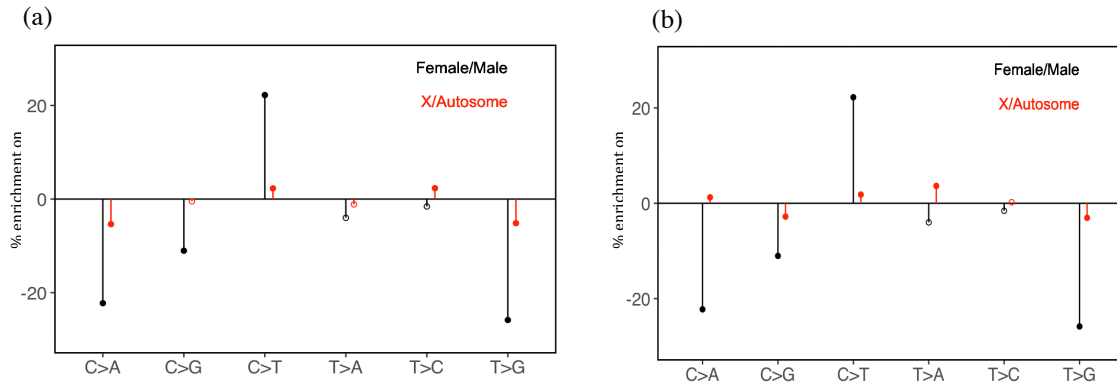 (a)
Female/Male
X/Autosome
% enrichment on
20
0
-20
C>A C>G C>T T>A T>C T>G
(b)
Female/Male
X/Autosome
% enrichment on
20
0
-20
C>A C>G C>T T>A T>C T>G